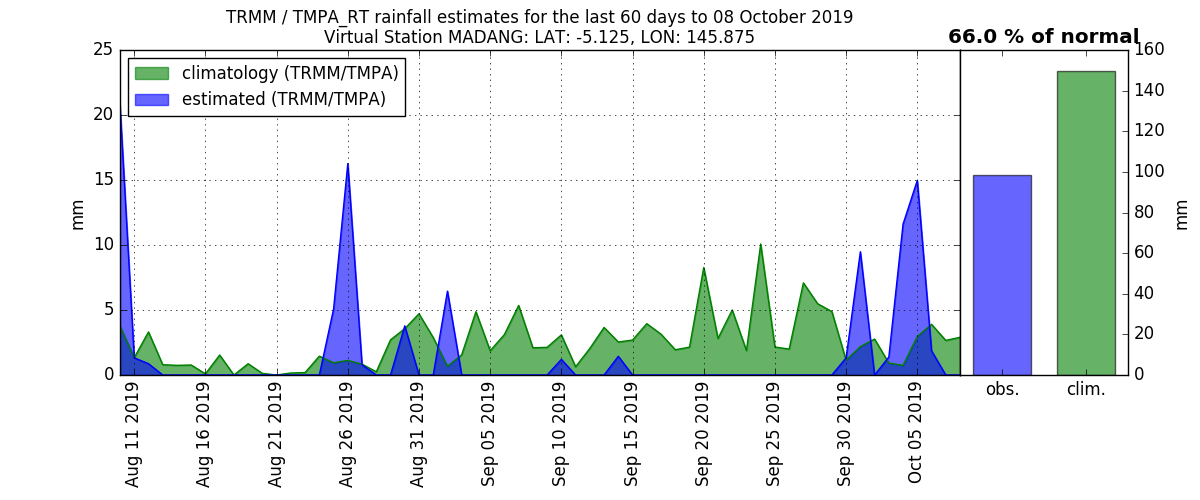 TRMM / TMPA_RT rainfall estimates for the last 60 days to 08 October 2019
Virtual Station MADANG: LAT: -5.125, LON: 145.875
66.0 % of normal
climatology (TRMM/TMPA)
estimated (TRMM/TMPA)
25
20
15
10
5
0
mm
Aug 11 2019
Aug 16 2019
Aug 21 2019
Aug 26 2019
Aug 31 2019
Sep 05 2019
Sep 10 2019
Sep 15 2019
Sep 20 2019
Sep 25 2019
Sep 30 2019
Oct 05 2019
obs.
clim.
160
140
120
100
80
60
40
20
0
mm